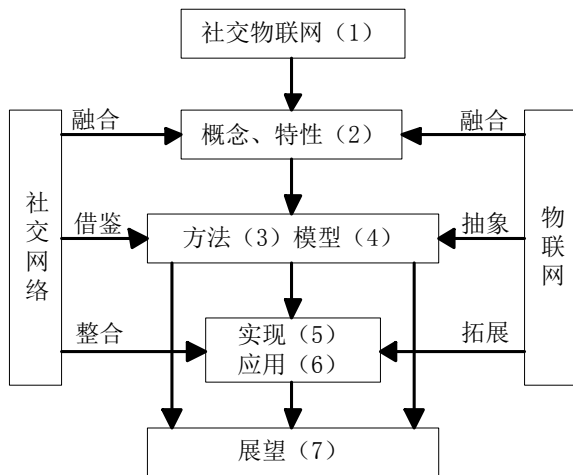 社交物联网（1）
融合
概念、特性（2）
融合
社交网络
借鉴
方法（3）模型（4）
抽象
物联网
整合
实现（5）
应用（6）
拓展
展望（7）